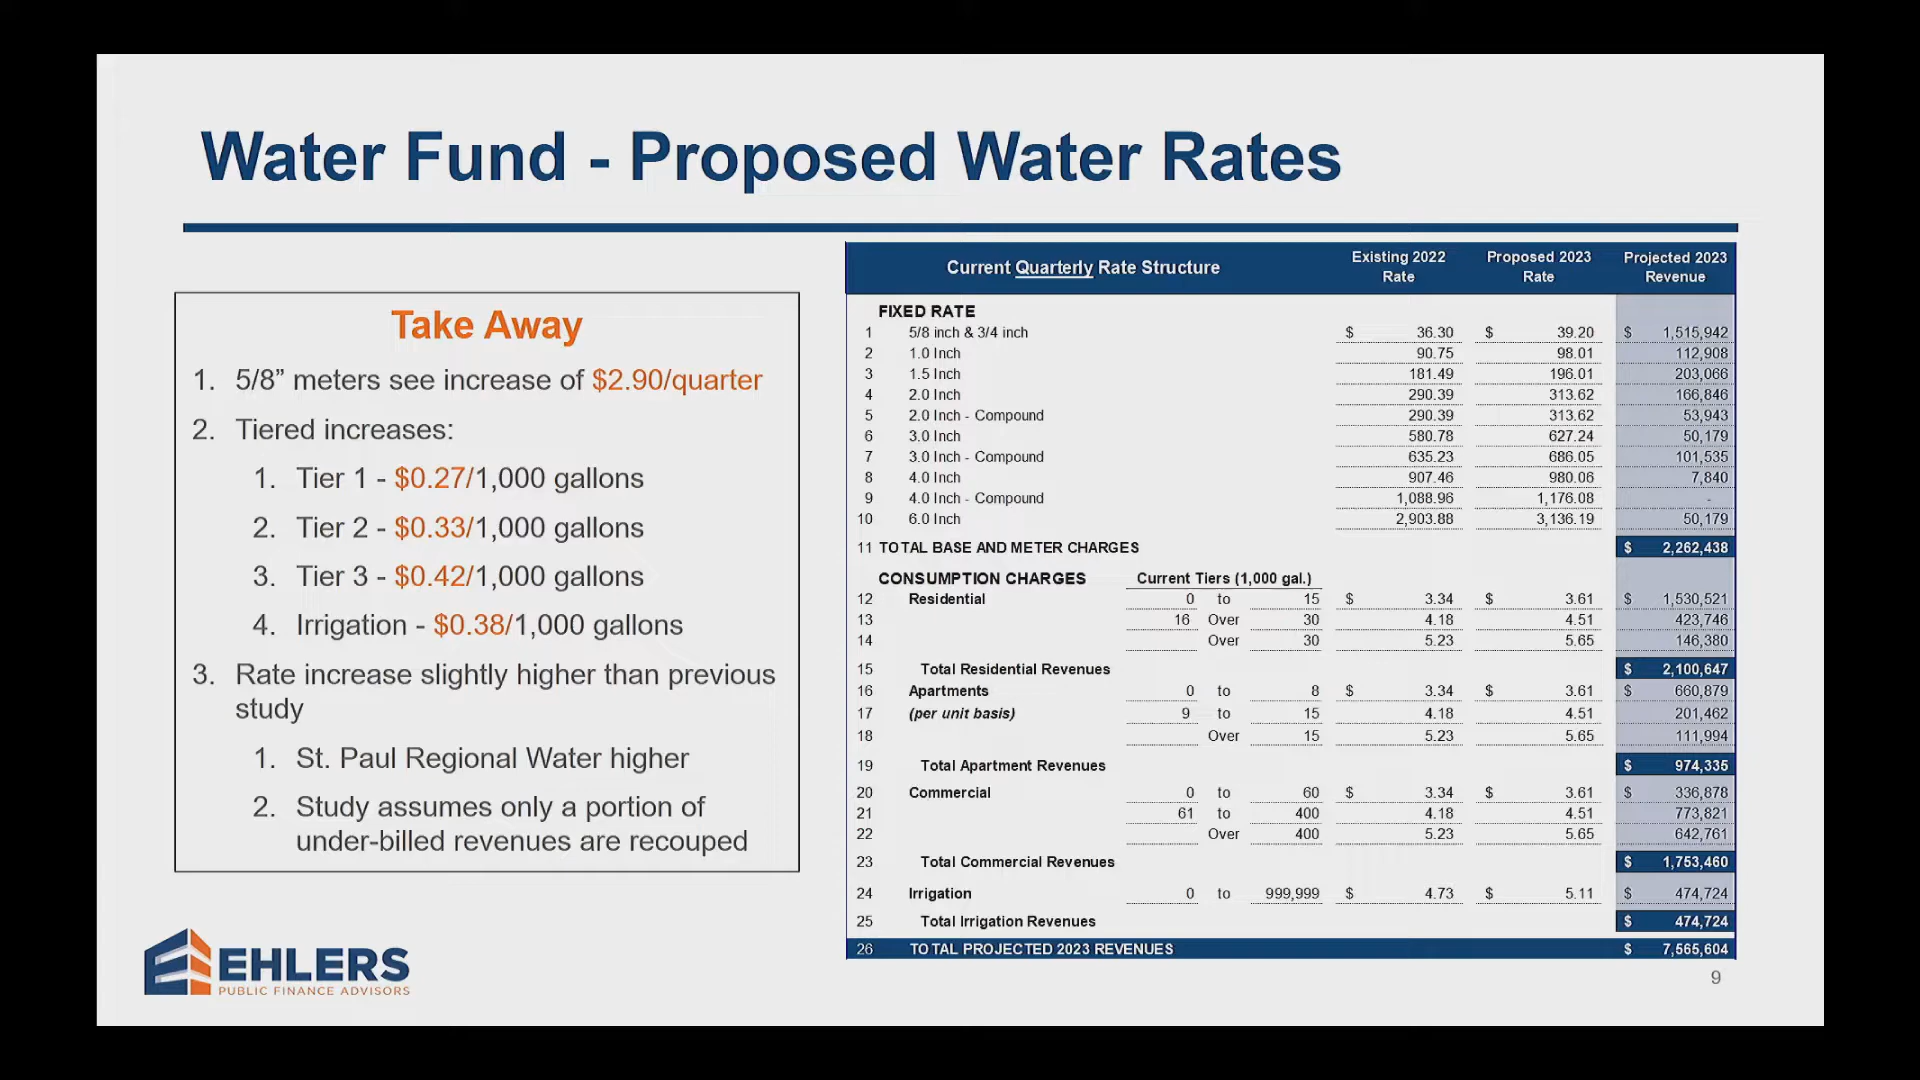 Water Fund - Proposed Water Rates
Take Away
1. 5/8” meters see increase of $2.90/quarter
2. Tiered increases:
1. Tier 1 - $0.27/1,000 gallons
2. Tier 2 - $0.33/1,000 gallons
3. Tier 3 - $0.42/1,000 gallons
4. Irrigation - $0.38/1,000 gallons
3. Rate increase slightly higher than previous
study
1. St. Paul Regional Water higher
2. Study assumes only a portion of
under-billed revenues are recouped
EHLERS
PUBLIC FINANCE ADVISORS
Current Quarterly Rate Structure Existing 2022 Rate Proposed 2023 Rate Projected 2023 Revenue
FIXED RATE
1 5/8 inch & 3/4 inch $ 36.30 $ 39.20 $ 1,515,942
2 1.0 Inch 90.75 98.01 112,908
3 1.5 Inch 181.49 196.01 203,066
4 2.0 Inch 290.39 313.62 166,846
5 2.0 Inch - Compound 290.39 313.62 53,943
6 3.0 Inch 580.78 627.24 50,179
7 3.0 Inch - Compound 635.23 686.05 101,535
8 4.0 Inch 907.46 980.06 7,840
9 4.0 Inch - Compound 1,088.96 1,176.08 -
10 6.0 Inch 2,903.88 3,136.19 50,179
11 TOTAL BASE AND METER CHARGES $ 2,262,438
CONSUMPTION CHARGES Current Tiers (1,000 gal.)
12 Residential 0 to 15 $ 3.34 $ 3.61 $ 1,530,521
13 16 Over 30 4.18 4.51 423,746
14 Over 30 5.23 5.65 146,380
15 Total Residential Revenues $ 2,100,647
16 Apartments 0 to 8 $ 3.34 $ 3.61 $ 660,879
17 (per unit basis) 9 to 15 4.18 4.51 201,462
18 Over 15 5.23 5.65 111,994
19 Total Apartment Revenues $ 974,335
20 Commercial 0 to 60 $ 3.34 $ 3.61 $ 336,878
21 61 to 400 4.18 4.51 773,821
22 Over 400 5.23 5.65 642,761
23 Total Commercial Revenues $ 1,753,460
24 Irrigation 0 to 999,999 $ 4.73 $ 5.11 $ 474,724
25 Total Irrigation Revenues $ 474,724
26 TOTAL PROJECTED 2023 REVENUES $ 7,565,604
9